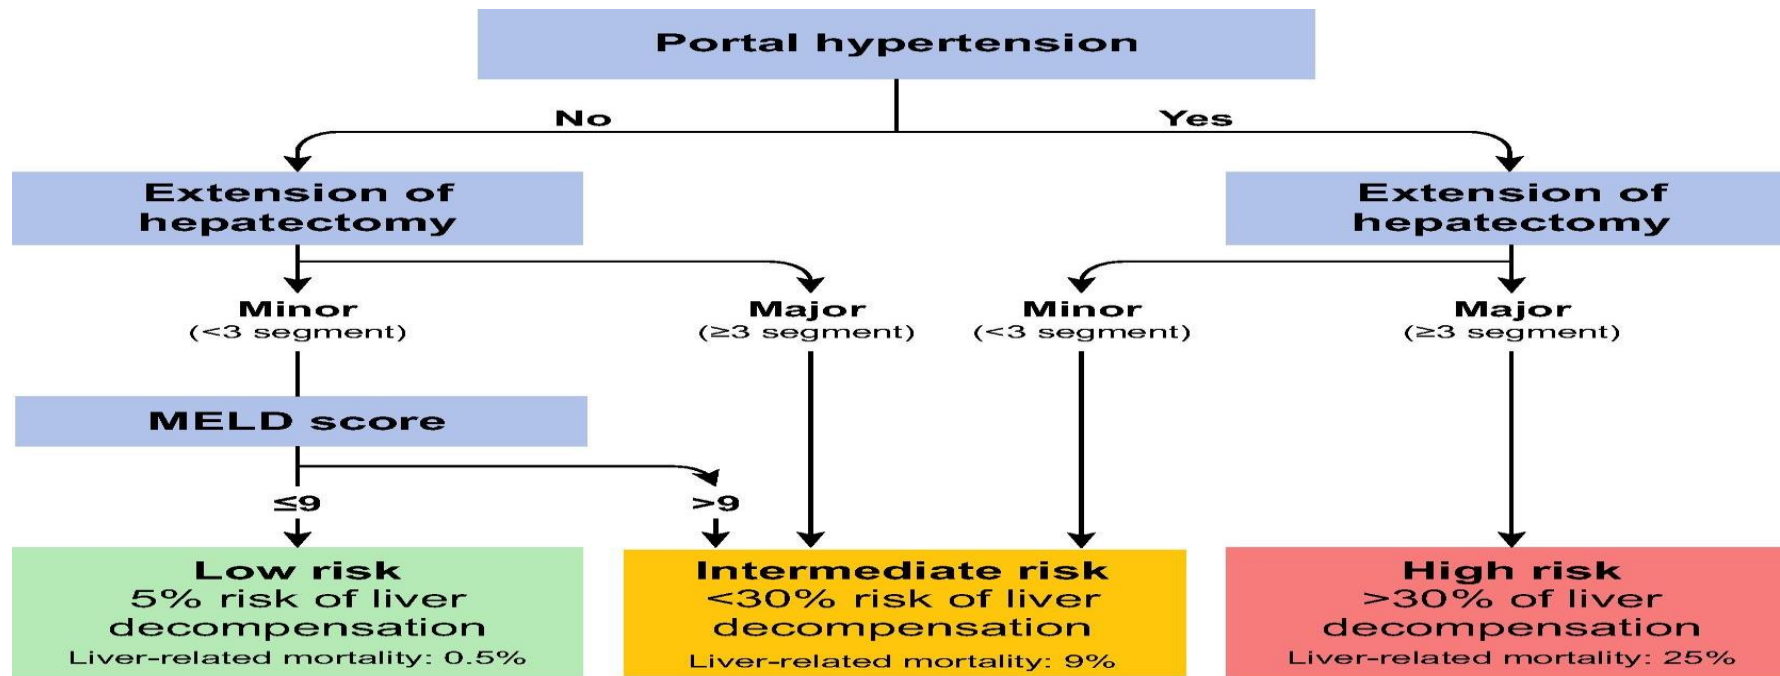 Portal hypertension
No
Yes
Extension of
hepatectomy
Extension of
hepatectomy
Minor
(<3 segment)
Major
(≥3 segment)
Minor
(<3 segment)
Major
(≥3 segment)
MELD score
≤9
>9
Low risk
5% risk of liver
decompensation
Liver-related mortality: 0.5%
Intermediate risk
<30% risk of liver
decompensation
Liver-related mortality: 9%
High risk
>30% of liver
decompensation
Liver-related mortality: 25%